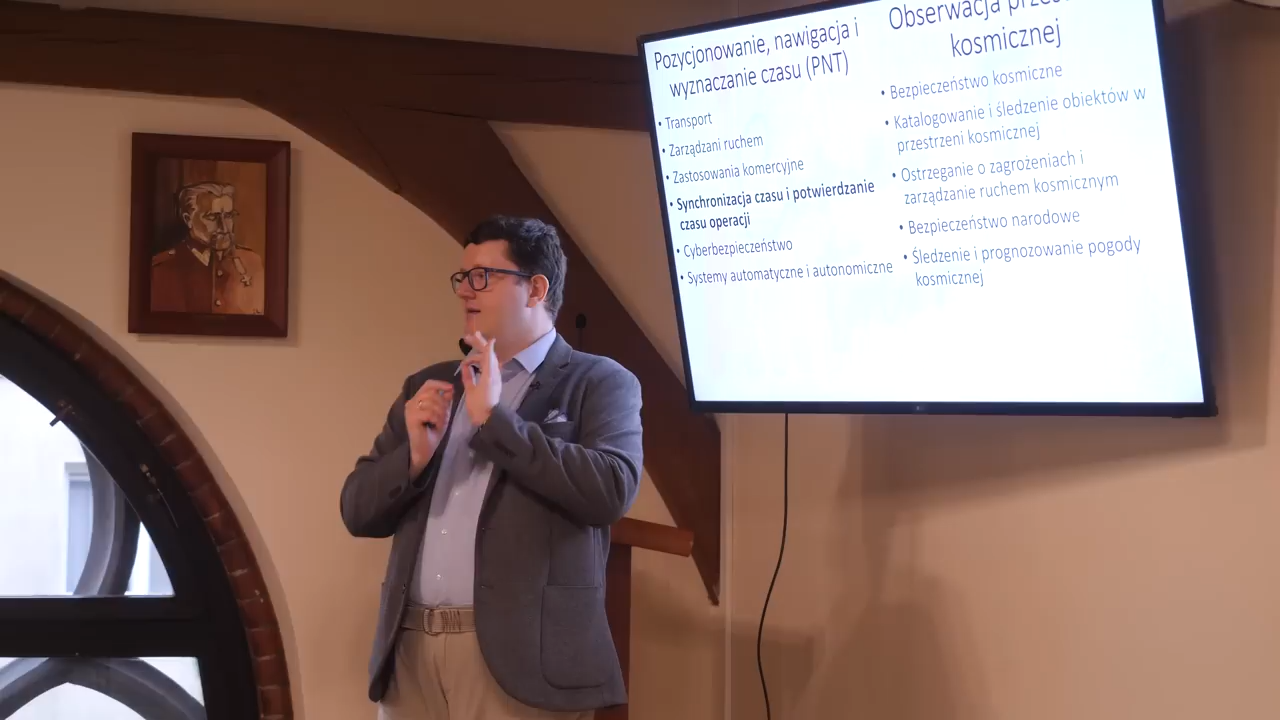 Pozycjonowanie, nawigacja i
wyznaczanie czasu (PNT)
• Transport
• Zarządzani ruchem
• Zastosowania komercyjne
• Synchronizacja czasu i potwierdzanie
czasu operacji
• Cyberbezpieczeństwo
• Systemy automatyczne i autonomiczne
Obserwacja
kosmicznej
• Bezpieczeństwo kosmiczne
• Katalogowanie i śledzenie obiektów w
przestrzeni kosmicznej
• Ostrzeganie o zagrożeniach i
zarządzanie ruchem kosmicznym
• Bezpieczeństwo narodowe
• Śledzenie i prognozowanie pogody
kosmicznej